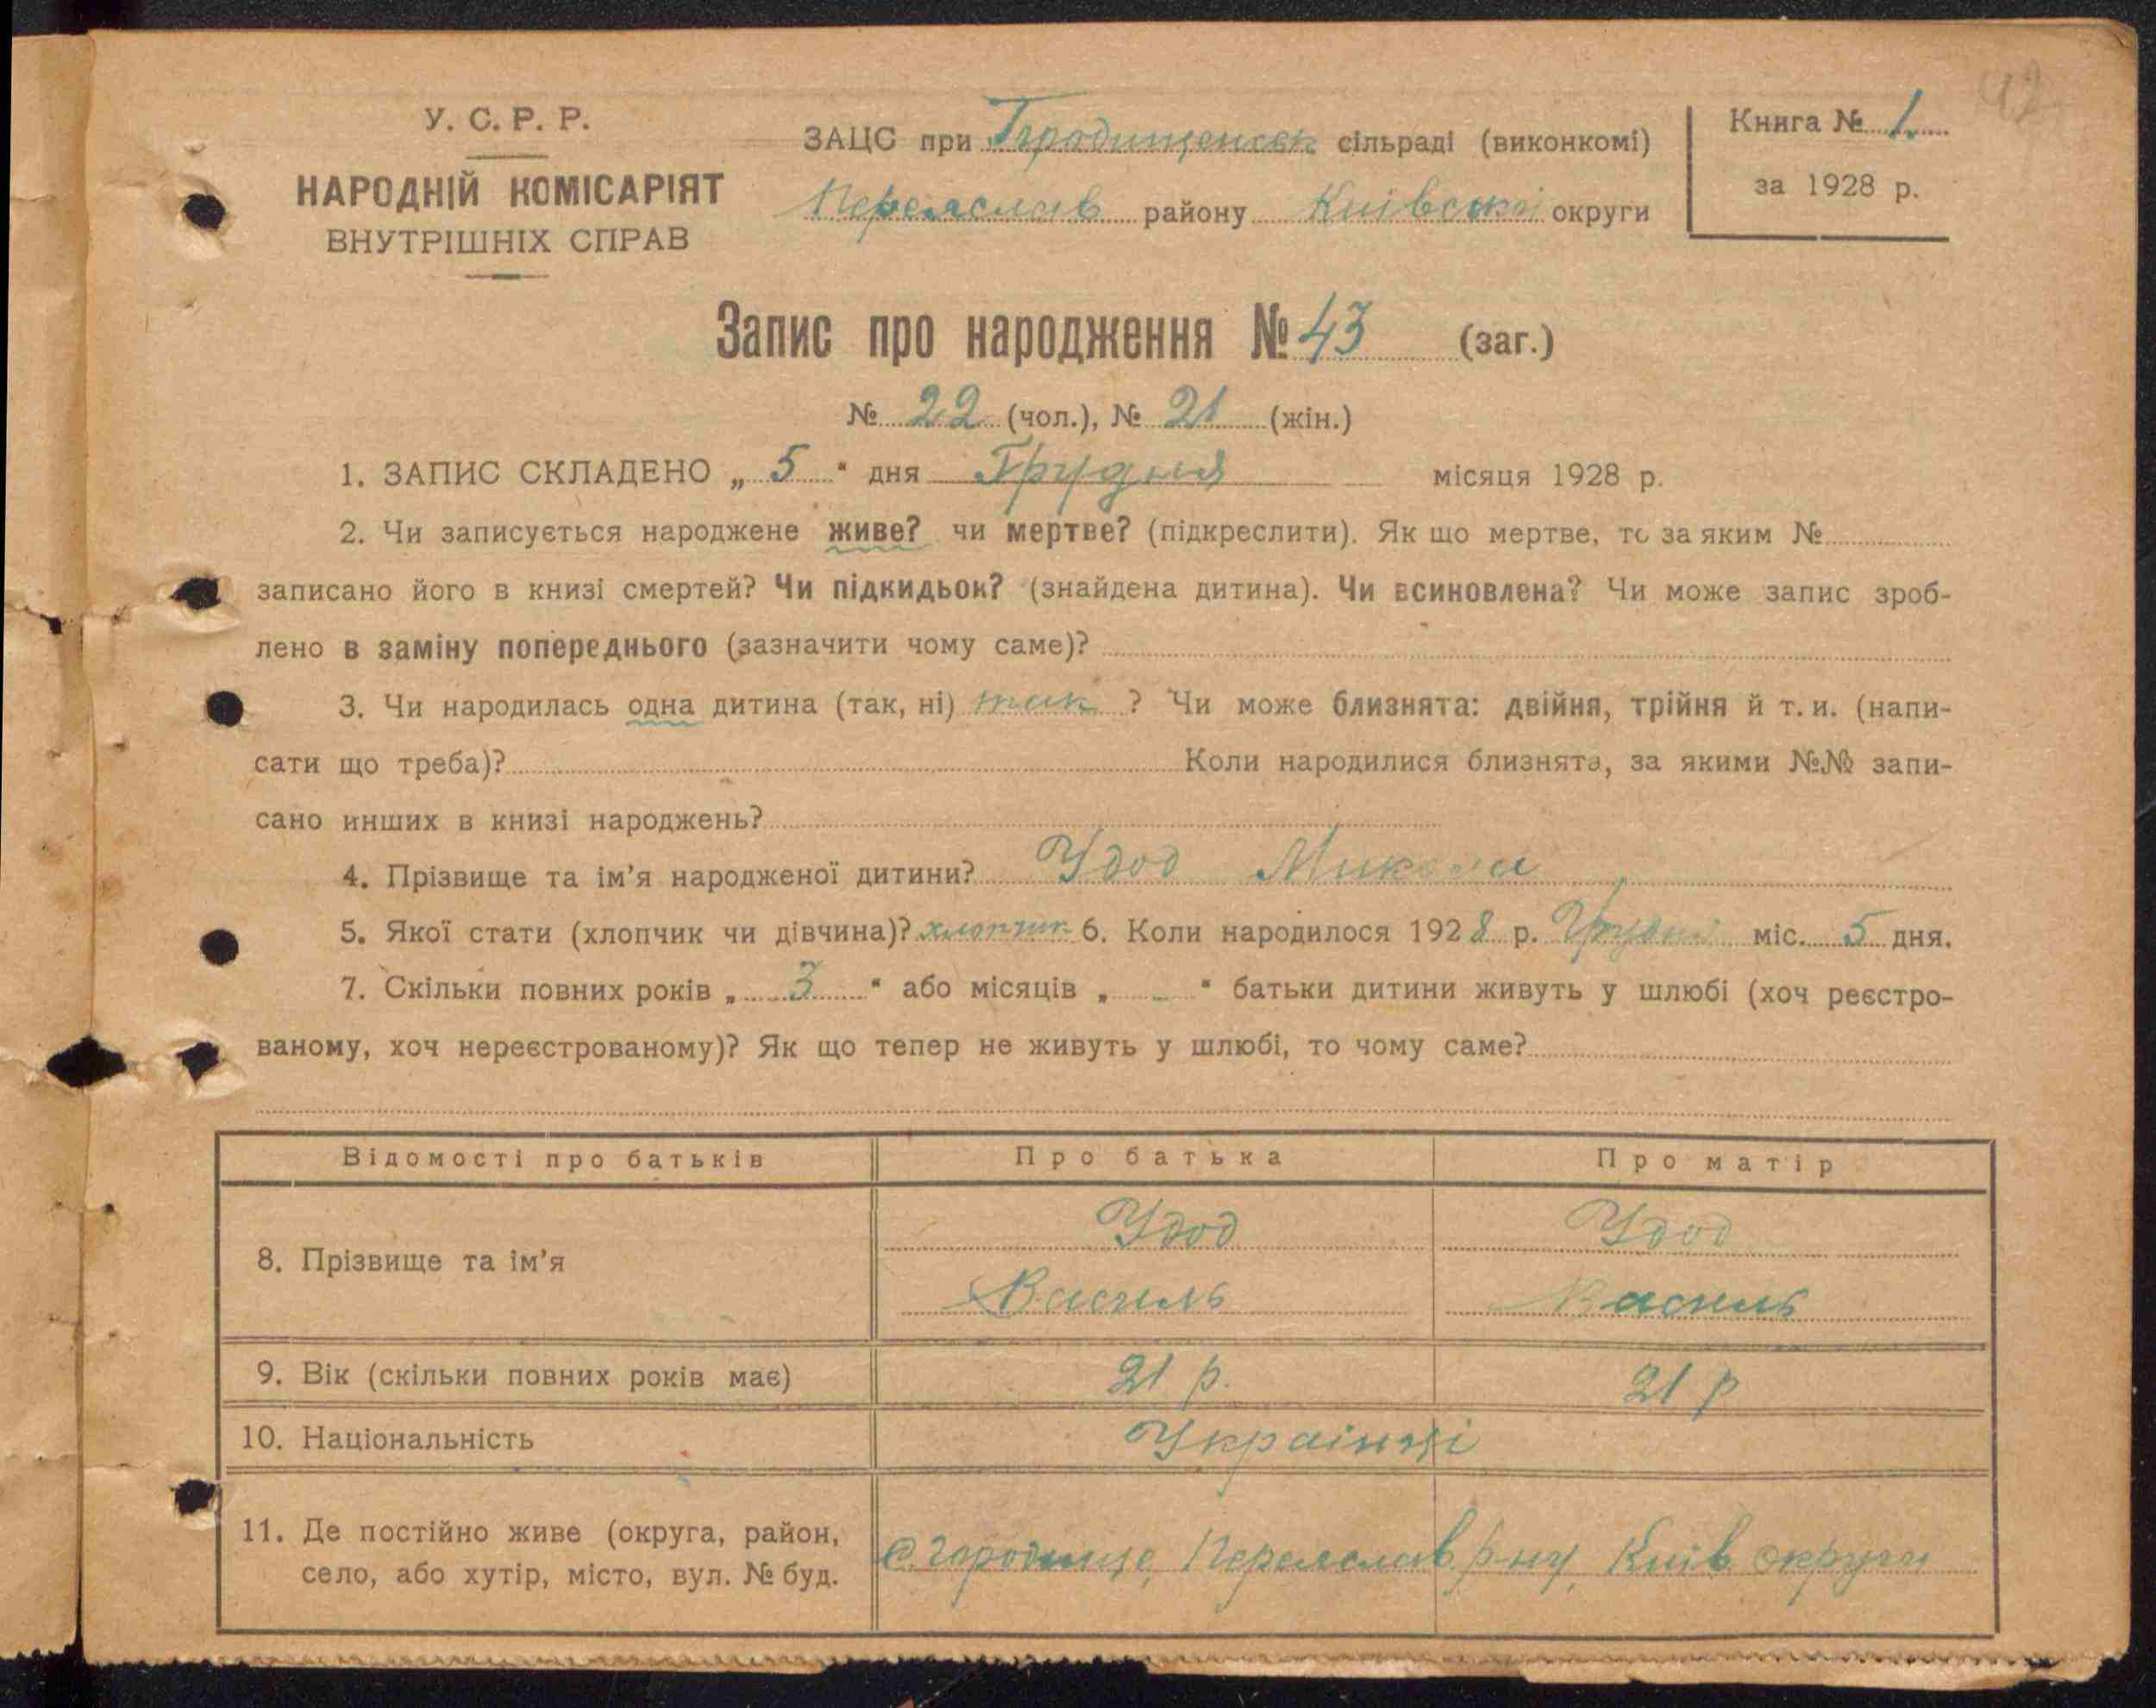 42
У. С. Р. Р.
НАРОДНІЙ КОМІСАРІЯТ
ВНУТРІШНІХ СПРАВ
ЗАЦС при Городищенськ сільраді (виконкомі)
Переяслав району Київської округи
Книга № 1.
за 1928 р.
Запис про народження № 43 (заг.)
№ 22 (чол.), № 21 (жін.)
1. ЗАПИС СКЛАДЕНО „ 5 " дня Грудня місяця 1928 р.
2. Чи записується народжене живе? чи мертве? (підкреслити). Як що мертве, то за яким №
записано його в книзі смертей? Чи підкидьок? (знайдена дитина). Чи всиновлена? Чи може запис зроб-
лено в заміну попереднього (зазначити чому саме)?
3. Чи народилась одна дитина (так, ні) так ? Чи може близнята: двійня, трійня й т. и. (напи-
сати що треба)? Коли народилися близнята, за якими №№ запи-
сано инших в книзі народжень?
4. Прізвище та ім'я народженої дитини? Удод Микола
5. Якої стати (хлопчик чи дівчина)? хлопчик 6. Коли народилося 1928 р. Грудня міс. 5 дня.
7. Скільки повних років „ 3 " або місяців „ - " батьки дитини живуть у шлюбі (хоч реєстро-
ваному, хоч нереєстрованому)? Як що тепер не живуть у шлюбі, то чому саме?
Відомості про батьків Про батька Про матір
8. Прізвище та ім'я Удод Удод
Василь Василь
9. Вік (скільки повних років має) 21 р. 21 р
10. Національність Українці
11. Де постійно живе (округа, район,
село, або хутір, місто, вул. № буд.
с. Городище, Переяслав. р-ну, Київ. округи